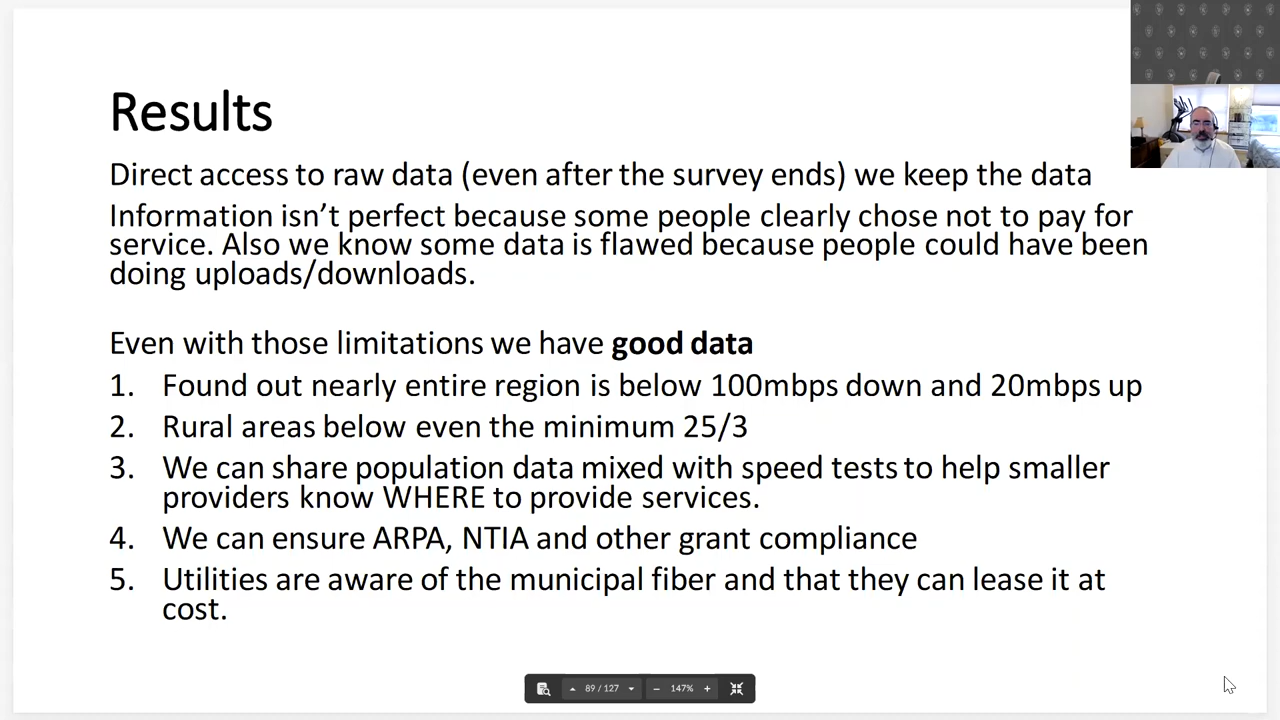 Results
Direct access to raw data (even after the survey ends) we keep the data
Information isn’t perfect because some people clearly chose not to pay for
service. Also we know some data is flawed because people could have been
doing uploads/downloads.
Even with those limitations we have good data
1. Found out nearly entire region is below 100mbps down and 20mbps up
2. Rural areas below even the minimum 25/3
3. We can share population data mixed with speed tests to help smaller
providers know WHERE to provide services.
4. We can ensure ARPA, NTIA and other grant compliance
5. Utilities are aware of the municipal fiber and that they can lease it at
cost.
89 / 127 147%